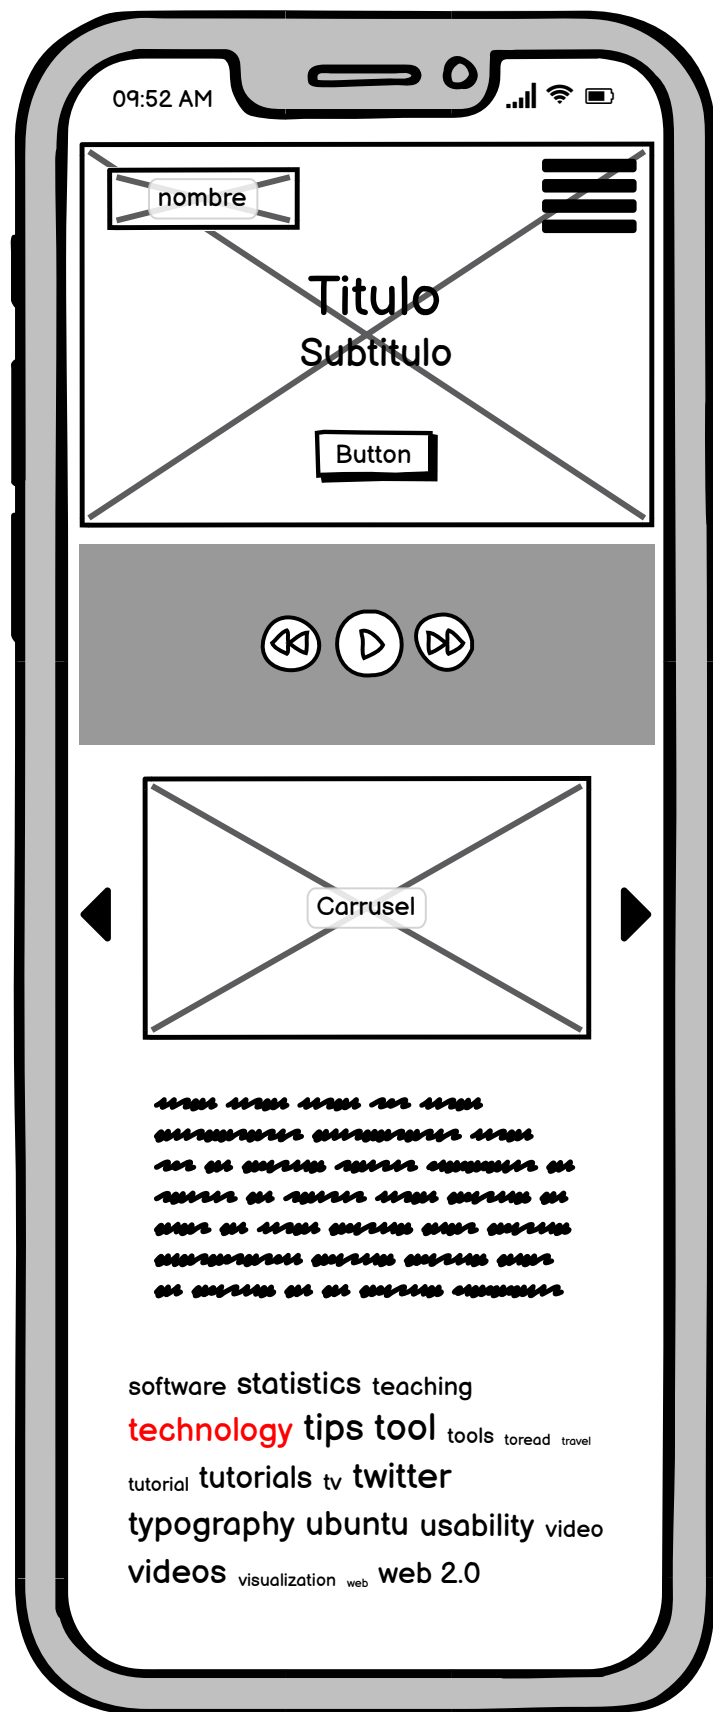 09:52 AM
nombre
Titulo
Subtitulo
Button
Carrusel
software statistics teaching
technology tips tool tools toread travel
tutorial tutorials tv twitter
typography ubuntu usability video
videos visualization web web 2.0